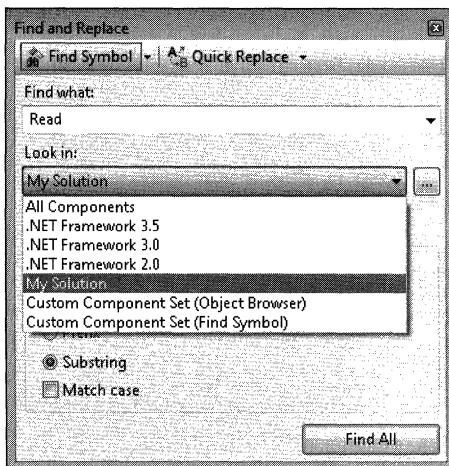 Find and Replace
Find Symbol Quick Replace
Find what:
Read
Look in:
My Solution
All Components
.NET Framework 3.5
.NET Framework 3.0
.NET Framework 2.0
My Solution
Custom Component Set (Object Browser)
Custom Component Set (Find Symbol)
Substring
Match case
Find All